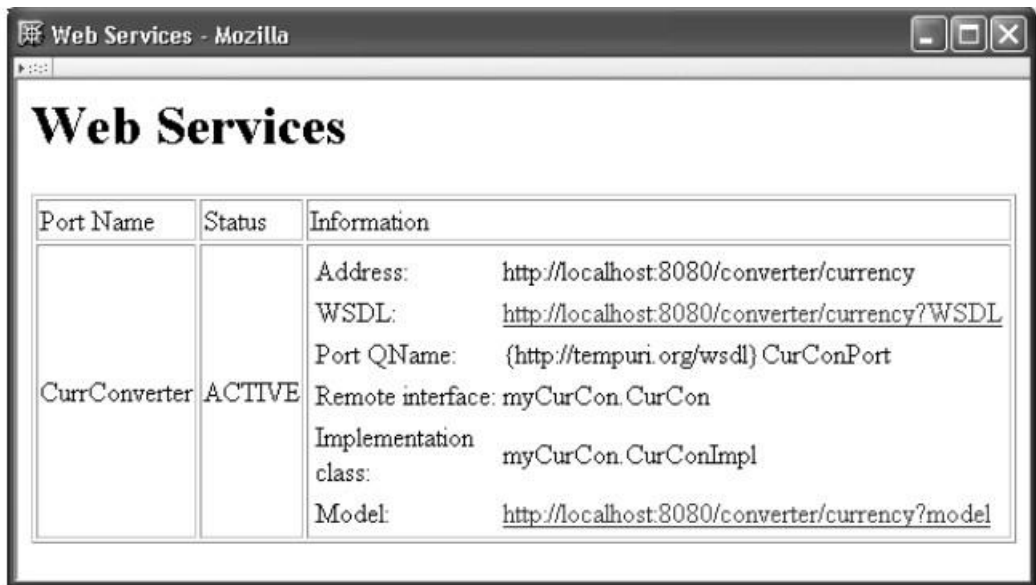 Web Services - Mozilla
Web Services
Port Name Status Information
CurrConverter ACTIVE
Address: http://localhost:8080/converter/currency
WSDL: http://localhost:8080/converter/currency?WSDL
Port QName: {http://tempuri.org/wsdl}CurConPort
Remote interface: myCurCon.CurCon
Implementation
class: myCurCon.CurConImpl
Model: http://localhost:8080/converter/currency?model